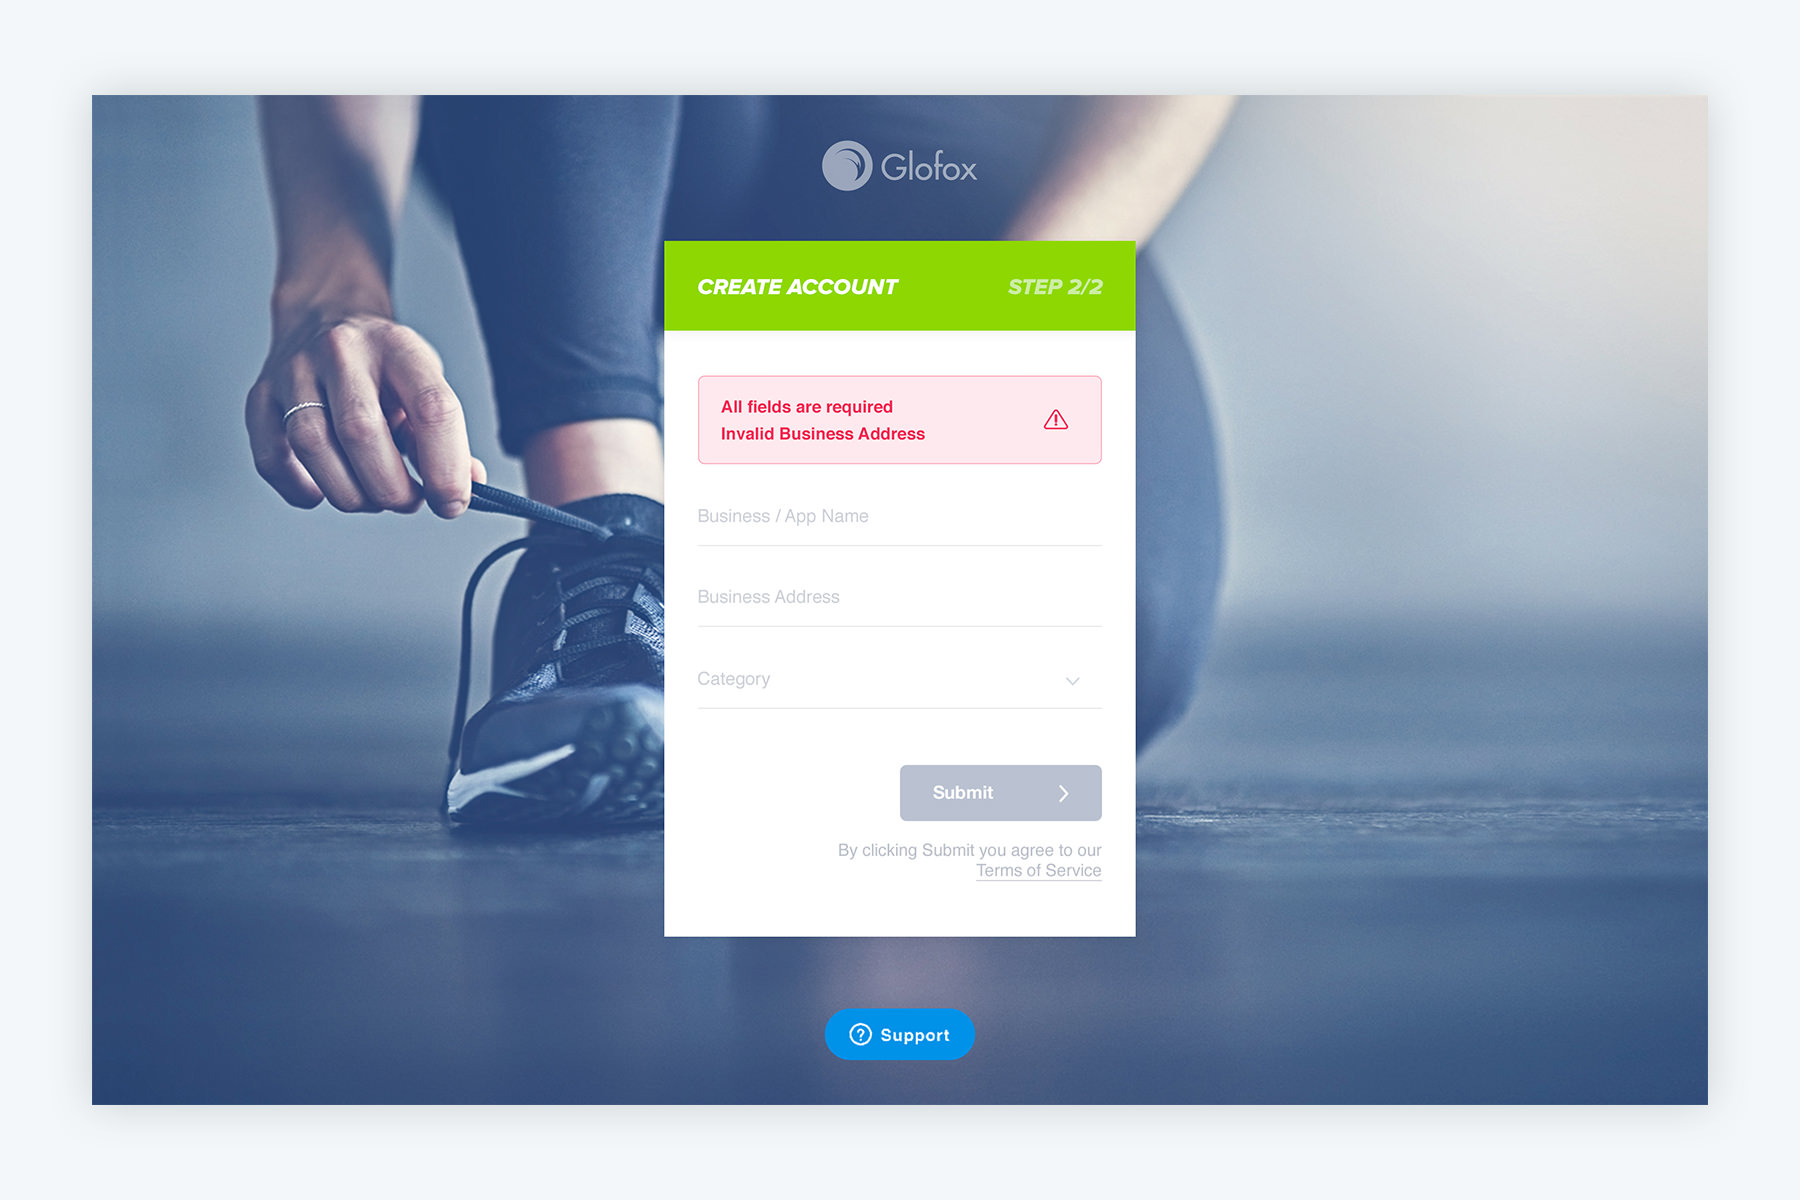 Glofox
CREATE ACCOUNT STEP 2/2
All fields are required
Invalid Business Address
Business / App Name
Business Address
Category
Submit
By clicking Submit you agree to our
Terms of Service
Support